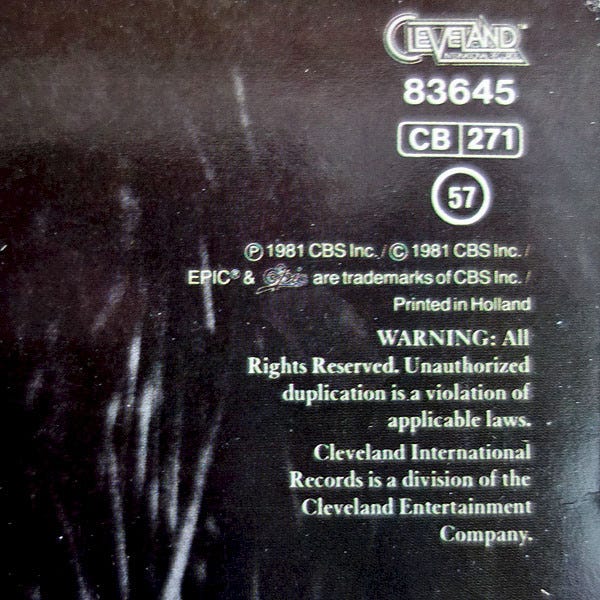 CLEVELAND
83645
CB 271
57
℗ 1981 CBS Inc. / © 1981 CBS Inc. /
EPIC® & Epic are trademarks of CBS Inc. /
Printed in Holland
WARNING: All
Rights Reserved. Unauthorized
duplication is a violation of
applicable laws.
Cleveland International
Records is a division of the
Cleveland Entertainment
Company.